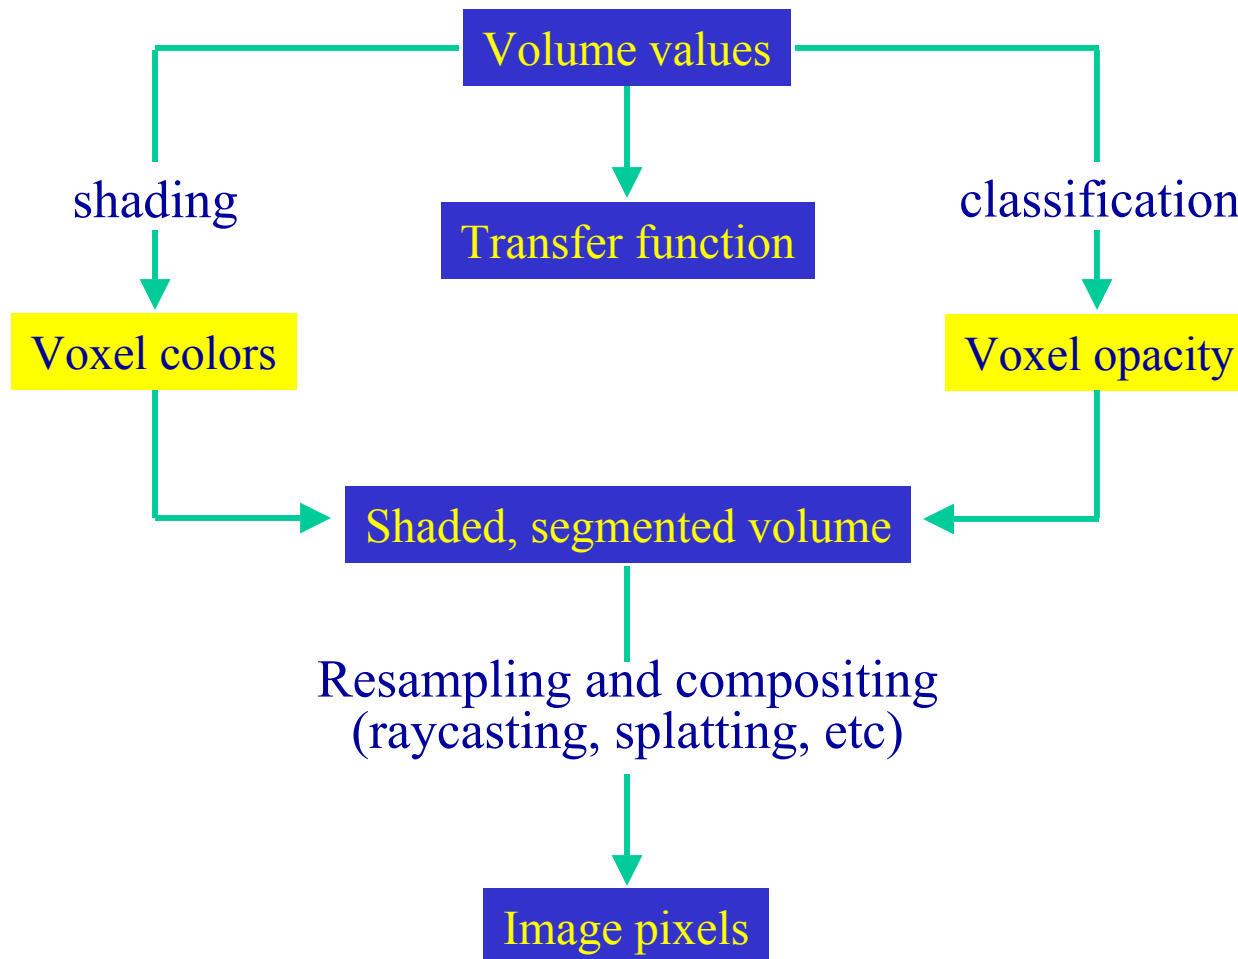 Volume values
shading
classification
Transfer function
Voxel colors
Voxel opacity
Shaded, segmented volume
Resampling and compositing
(raycasting, splatting, etc)
Image pixels